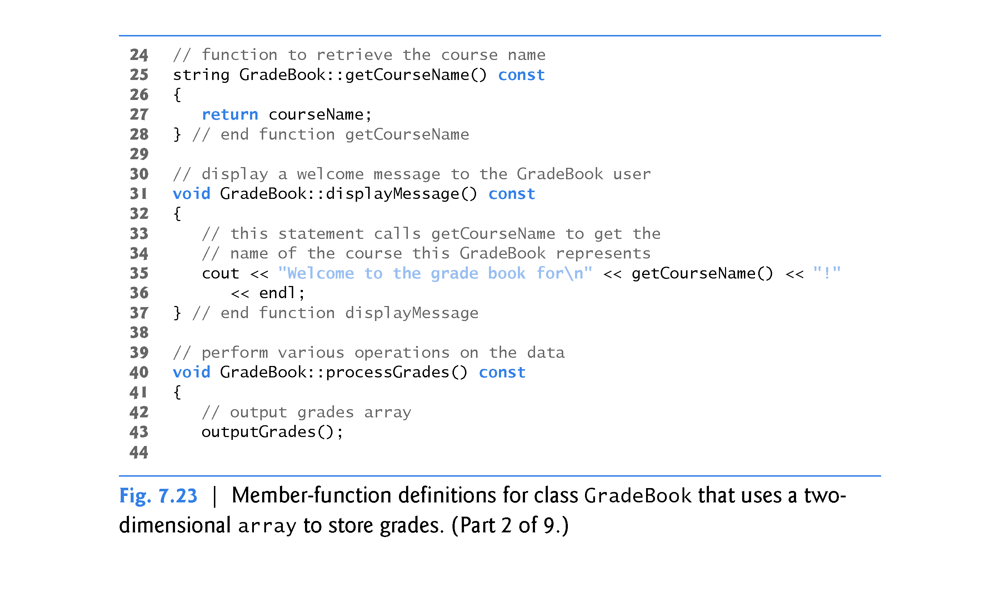 24 // function to retrieve the course name
25 string GradeBook::getCourseName() const
26 {
27    return courseName;
28 } // end function getCourseName
29
30 // display a welcome message to the GradeBook user
31 void GradeBook::displayMessage() const
32 {
33    // this statement calls getCourseName to get the
34    // name of the course this GradeBook represents
35    cout << "Welcome to the grade book for\n" << getCourseName() << "!"
36       << endl;
37 } // end function displayMessage
38
39 // perform various operations on the data
40 void GradeBook::processGrades() const
41 {
42    // output grades array
43    outputGrades();
44
Fig. 7.23 | Member-function definitions for class GradeBook that uses a two-
dimensional array to store grades. (Part 2 of 9.)